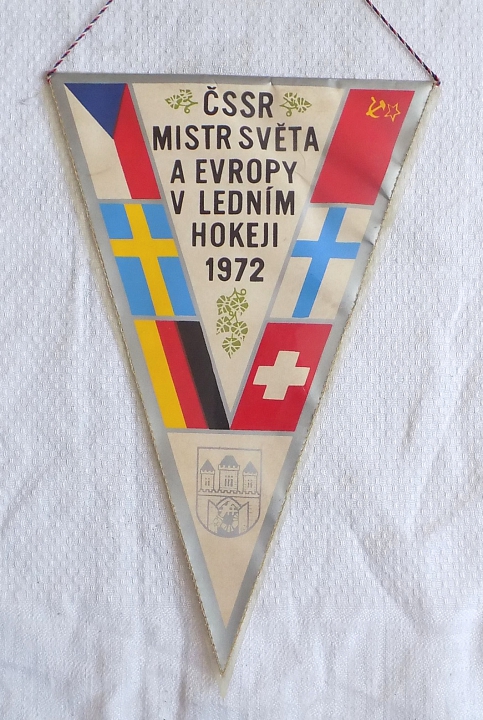 ČSSR
MISTR SVĚTA
A EVROPY
V LEDNÍM
HOKEJI
1972